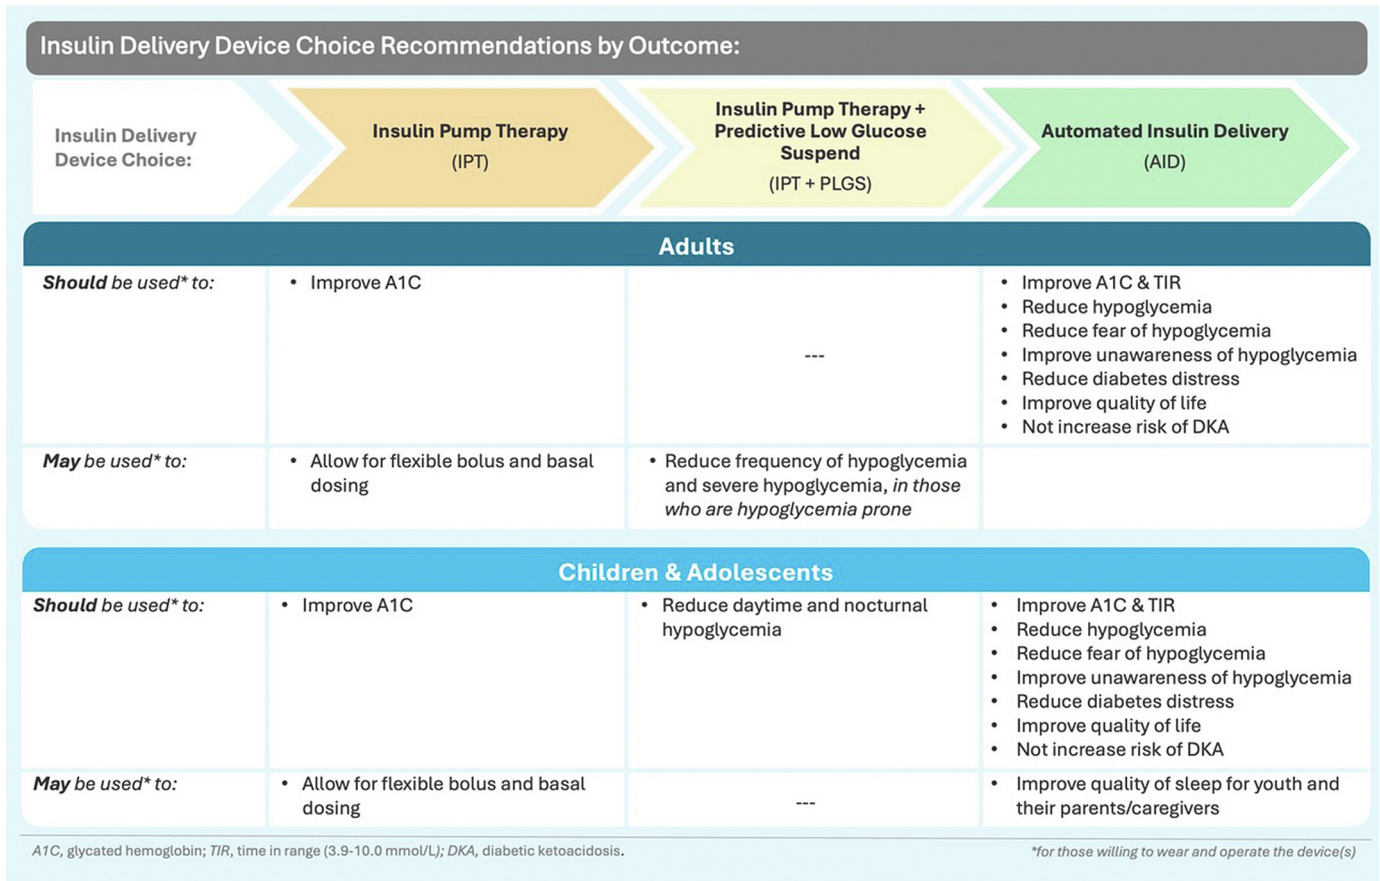 Insulin Delivery Device Choice Recommendations by Outcome:
Insulin Delivery
Device Choice:
Insulin Pump Therapy
(IPT)
Insulin Pump Therapy +
Predictive Low Glucose
Suspend
(IPT + PLGS)
Automated Insulin Delivery
(AID)
Adults
Should be used* to:
• Improve A1C
---
• Improve A1C & TIR
• Reduce hypoglycemia
• Reduce fear of hypoglycemia
• Improve unawareness of hypoglycemia
• Reduce diabetes distress
• Improve quality of life
• Not increase risk of DKA
May be used* to:
• Allow for flexible bolus and basal
dosing
• Reduce frequency of hypoglycemia
and severe hypoglycemia, in those
who are hypoglycemia prone
Children & Adolescents
Should be used* to:
• Improve A1C
• Reduce daytime and nocturnal
hypoglycemia
• Improve A1C & TIR
• Reduce hypoglycemia
• Reduce fear of hypoglycemia
• Improve unawareness of hypoglycemia
• Reduce diabetes distress
• Improve quality of life
• Not increase risk of DKA
May be used* to:
• Allow for flexible bolus and basal
dosing
---
• Improve quality of sleep for youth and
their parents/caregivers
A1C, glycated hemoglobin; TIR, time in range (3.9-10.0 mmol/L); DKA, diabetic ketoacidosis.
*for those willing to wear and operate the device(s)